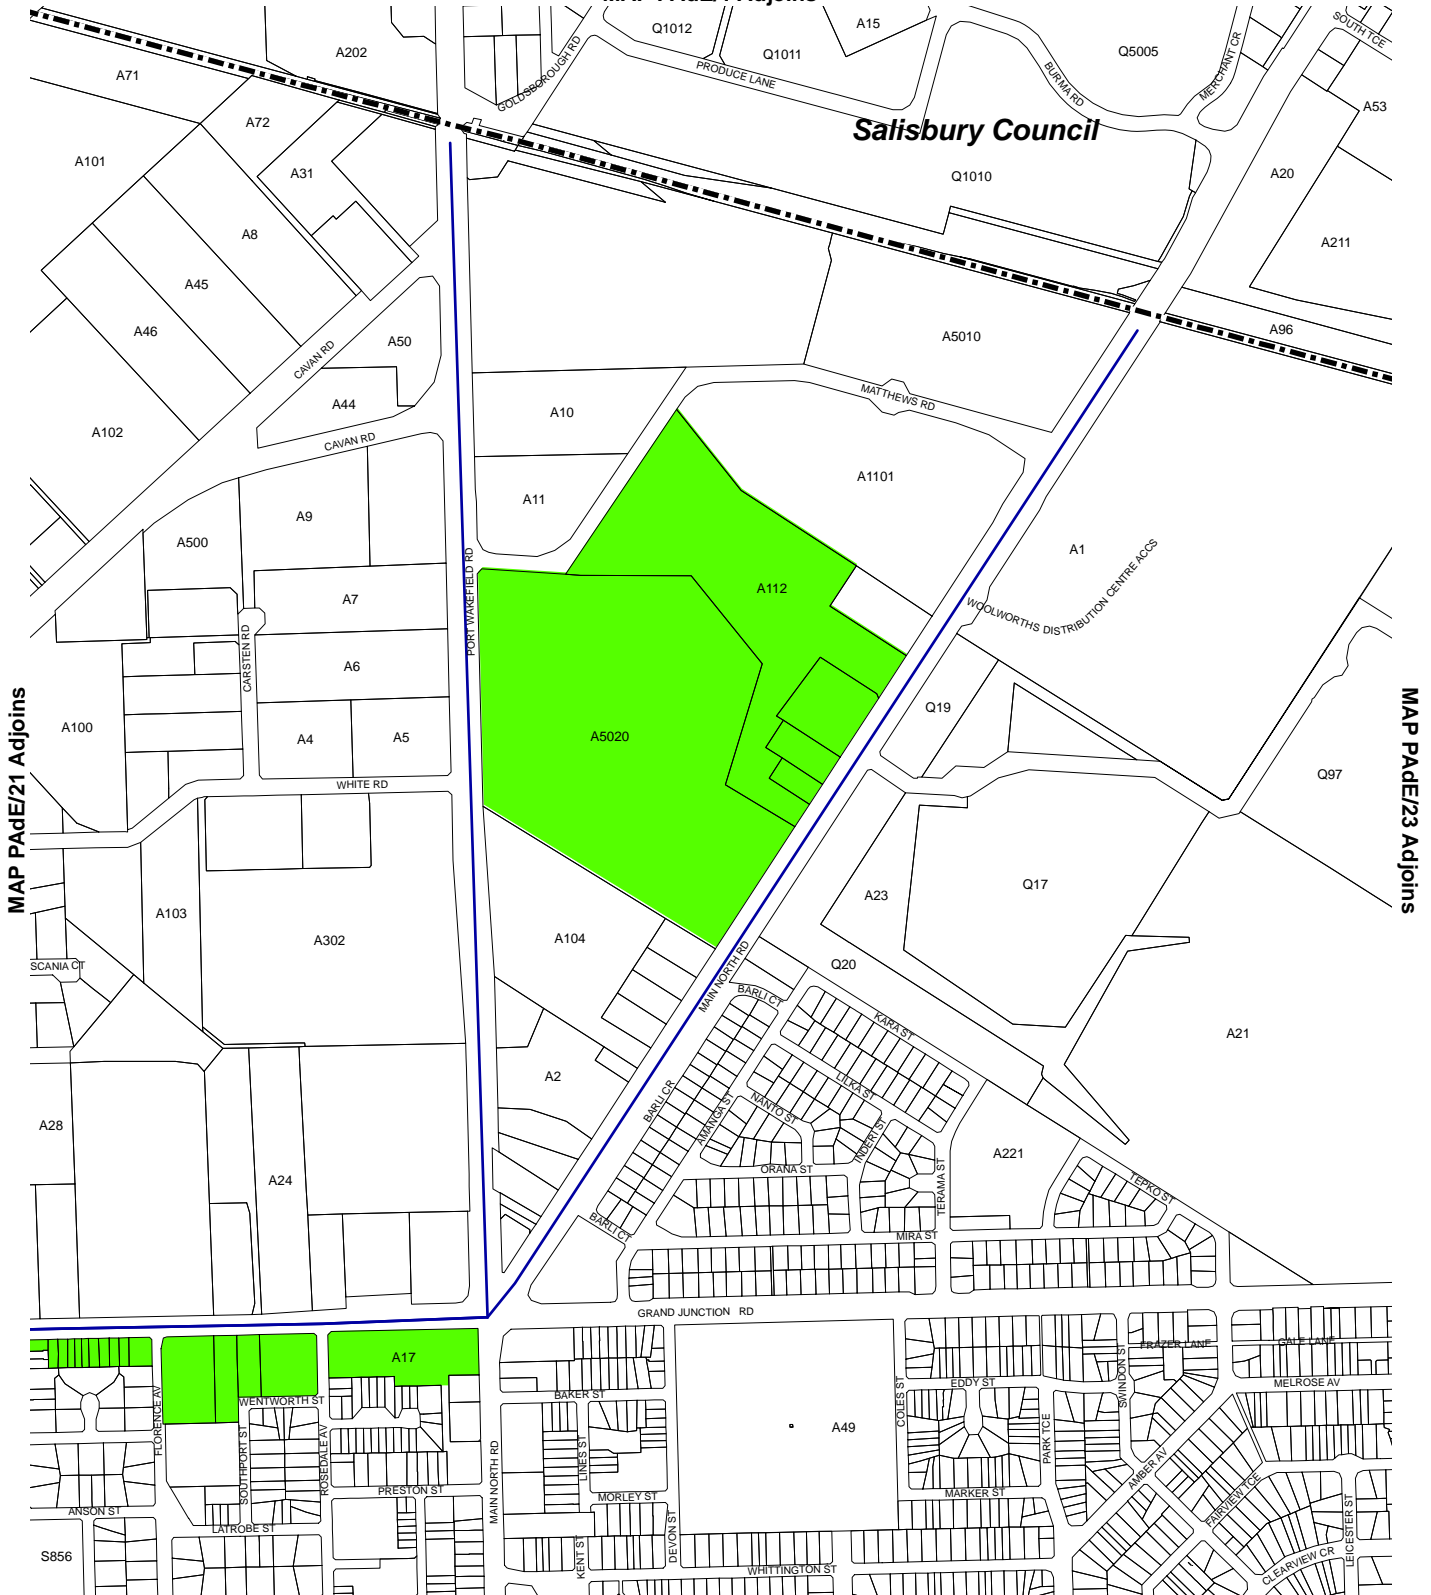 Q1012
A15
SOUTH TCE
A202
Q1011
Q5005
A71
GOLDSBOROUGH RD
PRODUCE LANE
BURMA RD
MERCHANT CR
A53
A72
Salisbury Council
A101
A31
Q1010
A20
A8
A211
A45
A46
A50
A5010
A96
CAVAN RD
A44
MATTHEWS RD
A10
A102
CAVAN RD
A1101
A11
A9
A500
A1
PORT WAKEFIELD RD
A112
WOOLWORTHS DISTRIBUTION CENTRE ACCS
A7
CARSTEN RD
A6
MAP PAdE/21 Adjoins
MAP PAdE/23 Adjoins
A100
A4
A5
A5020
Q19
Q97
WHITE RD
A103
A302
A104
A23
Q17
SCANIA CT
MAIN NORTH RD
Q20
BARLI CT
KARA ST
A21
A2
LILKA ST
BARLI CR
AMANGA ST
NANTO ST
INDERI ST
A28
A24
ORANA ST
TERAMA ST
A221
TEPKO ST
BARLI CT
MIRA ST
GRAND JUNCTION RD
A17
FRAZER LANE
GALE LANE
SWINDON ST
WENTWORTH ST
BAKER ST
EDDY ST
MELROSE AV
FLORENCE AV
SOUTHPORT ST
ROSEDALE AV
MAIN NORTH RD
LINES ST
A49
COLES ST
PARK TCE
AMBER AV
PRESTON ST
MORLEY ST
MARKER ST
FAIRVIEW TCE
ANSON ST
LATROBE ST
DEVON ST
LEICESTER ST
S856
KENT ST
WHITTINGTON ST
CLEARVIEW CR